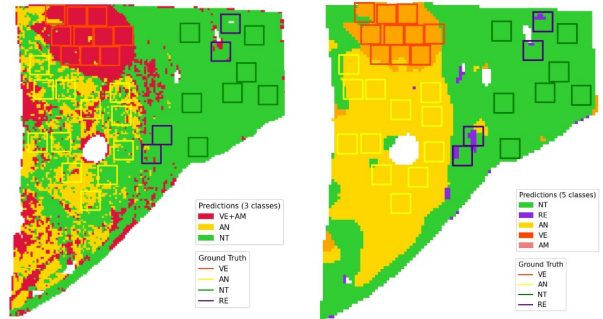 Predictions (3 classes)
VE+AM
AN
NT
Ground Truth
VE
AN
NT
RE
Predictions (5 classes)
NT
RE
AN
VE
AM
Ground Truth
VE
AN
NT
RE